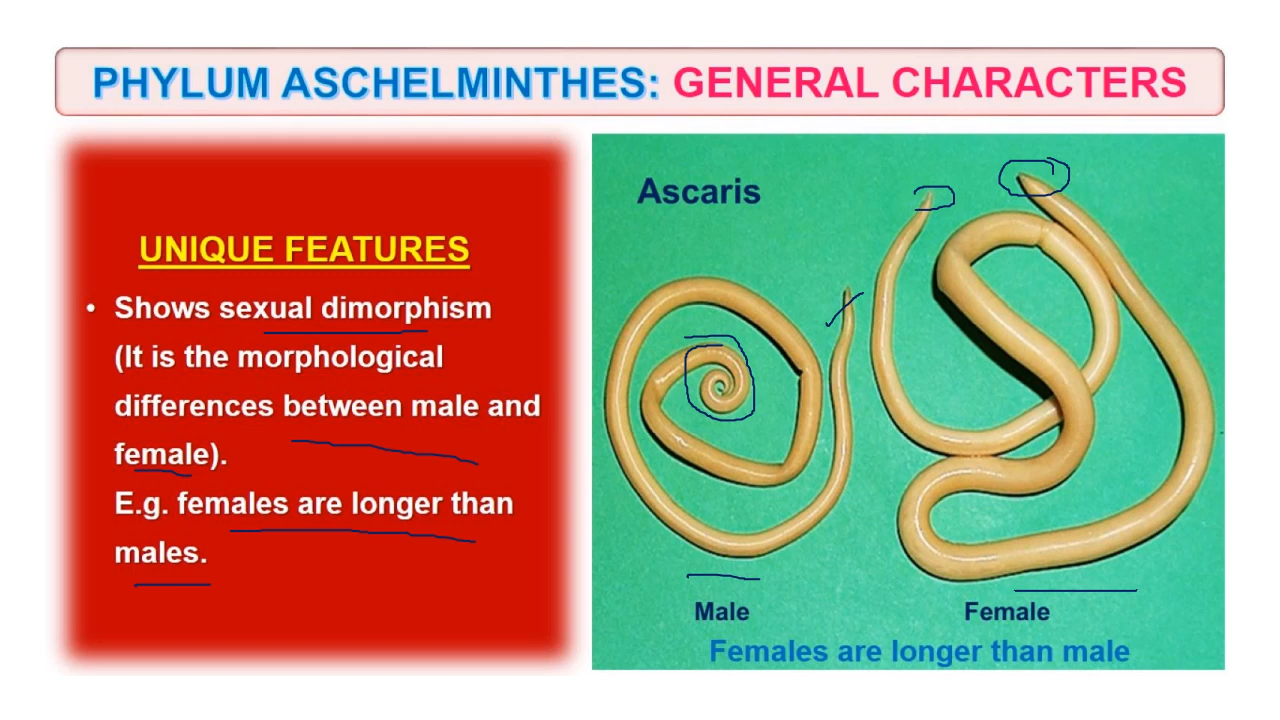 PHYLUM ASCHELMINTHES: GENERAL CHARACTERS
UNIQUE FEATURES
• Shows sexual dimorphism
(It is the morphological
differences between male and
female).
E.g. females are longer than
males.
Ascaris
Male
Female
Females are longer than male